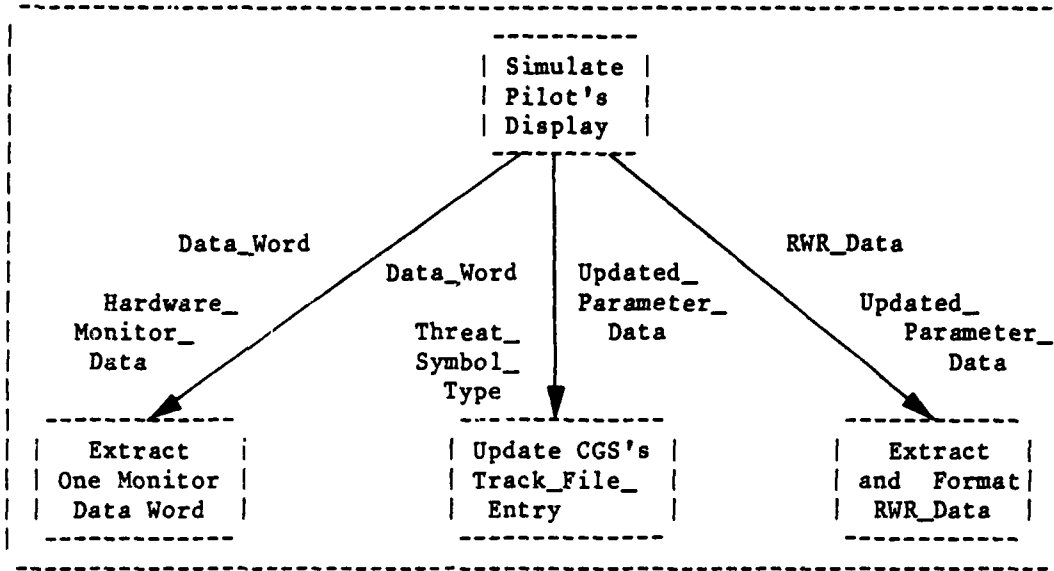 Simulate
Pilot's
Display
Data_Word
RWR_Data
Data_Word
Updated_
Parameter_
Data
Hardware_
Monitor_
Data
Threat_
Symbol_
Type
Updated_
Parameter_
Data
Extract
One Monitor
Data Word
Update CGS's
Track_File_
Entry
Extract
and Format
RWR_Data